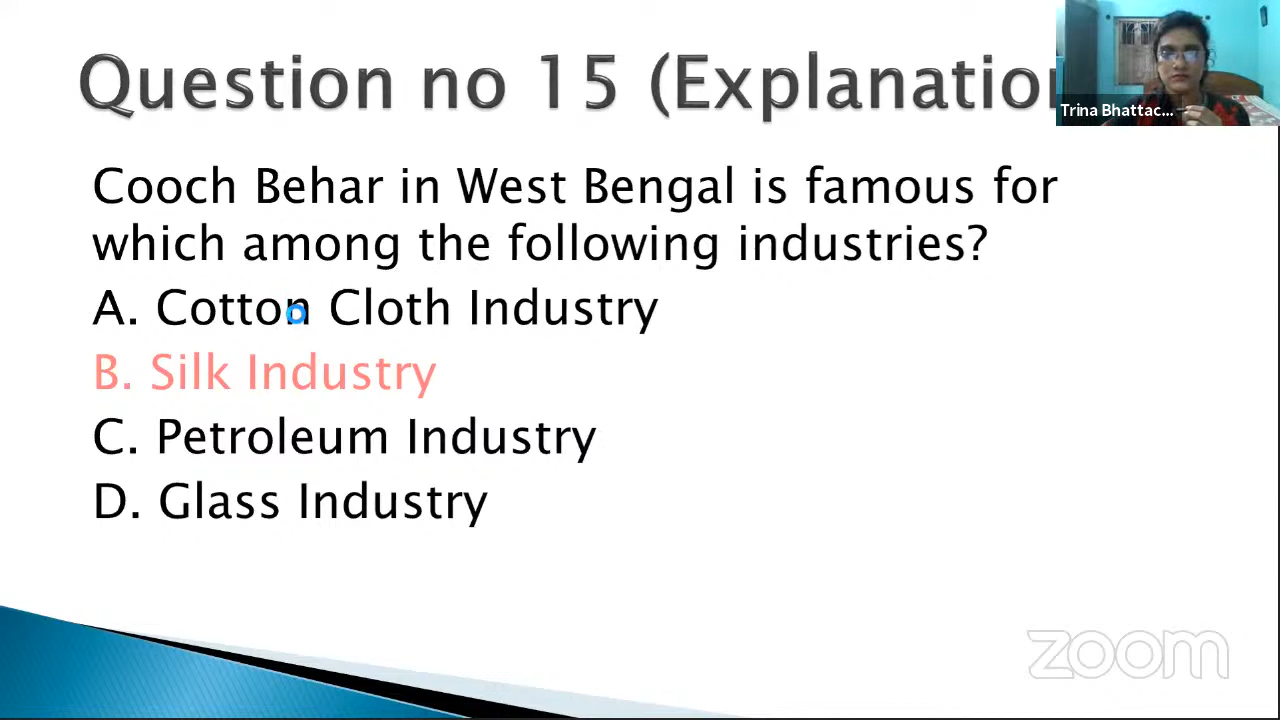 Question no 15 (Explanation
Trina Bhattac...
Cooch Behar in West Bengal is famous for
which among the following industries?
A. Cotton Cloth Industry
B. Silk Industry
C. Petroleum Industry
D. Glass Industry
zoom